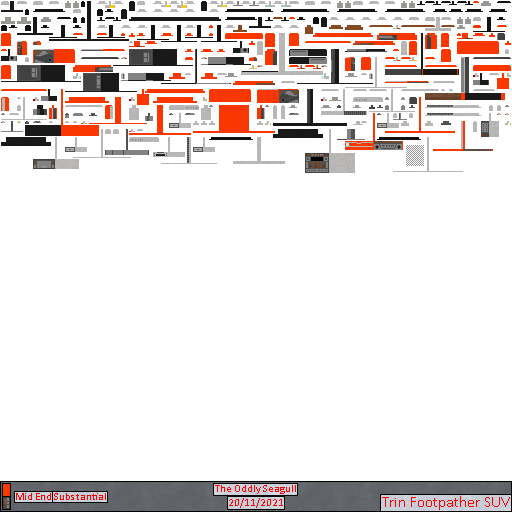 The Oddly Seagull
Mid End Substantial
20/11/2021
Trin Footpather SUV